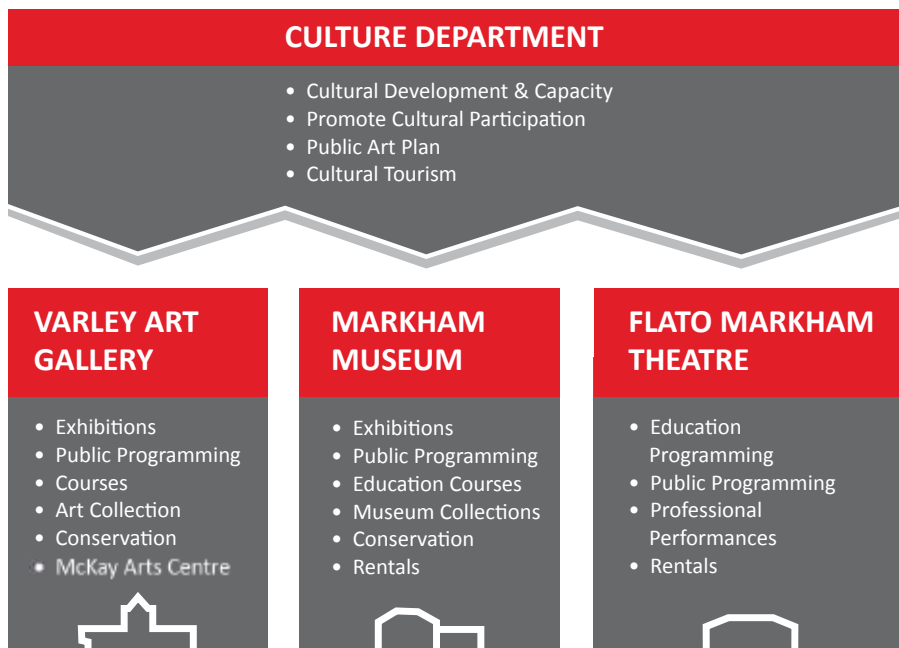 CULTURE DEPARTMENT
• Cultural Development & Capacity
• Promote Cultural Participation
• Public Art Plan
• Cultural Tourism
VARLEY ART
GALLERY
• Exhibitions
• Public Programming
• Courses
• Art Collection
• Conservation
• McKay Arts Centre
MARKHAM
MUSEUM
• Exhibitions
• Public Programming
• Education Courses
• Museum Collections
• Conservation
• Rentals
FLATO MARKHAM
THEATRE
• Education
Programming
• Public Programming
• Professional
Performances
• Rentals